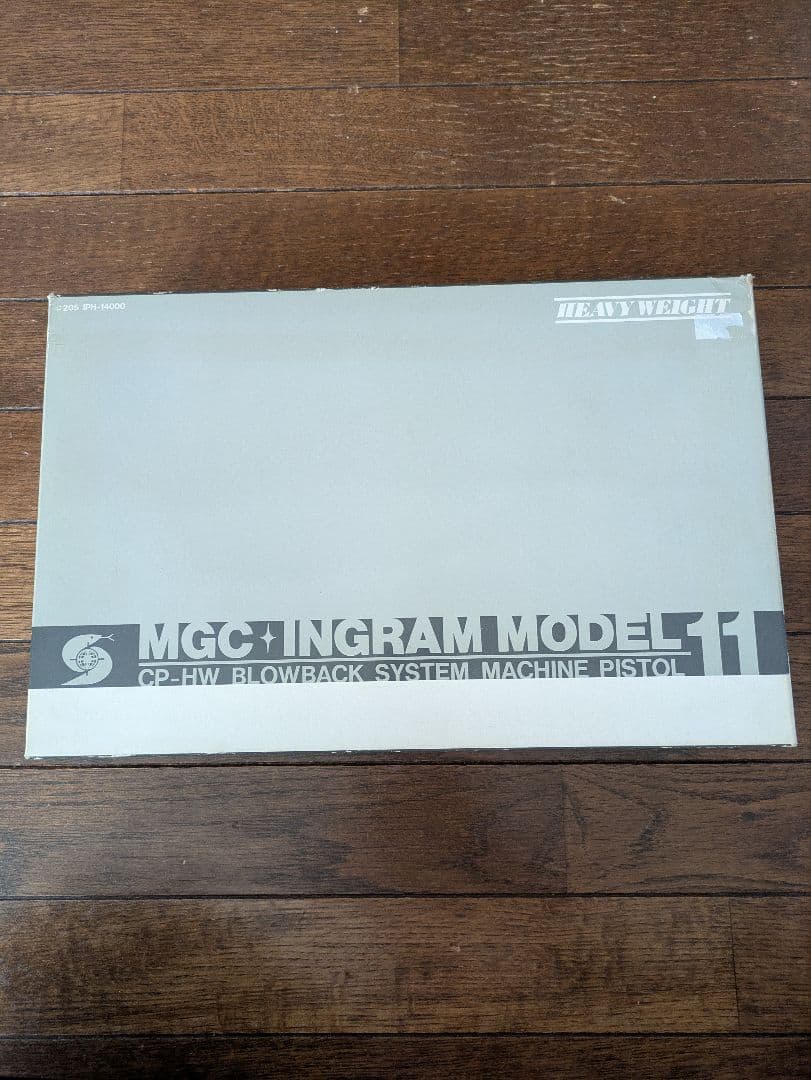 205 IPH-14000
HEAVY WEIGHT
MGC INGRAM MODEL 11
CP-HW BLOWBACK SYSTEM MACHINE PISTOL